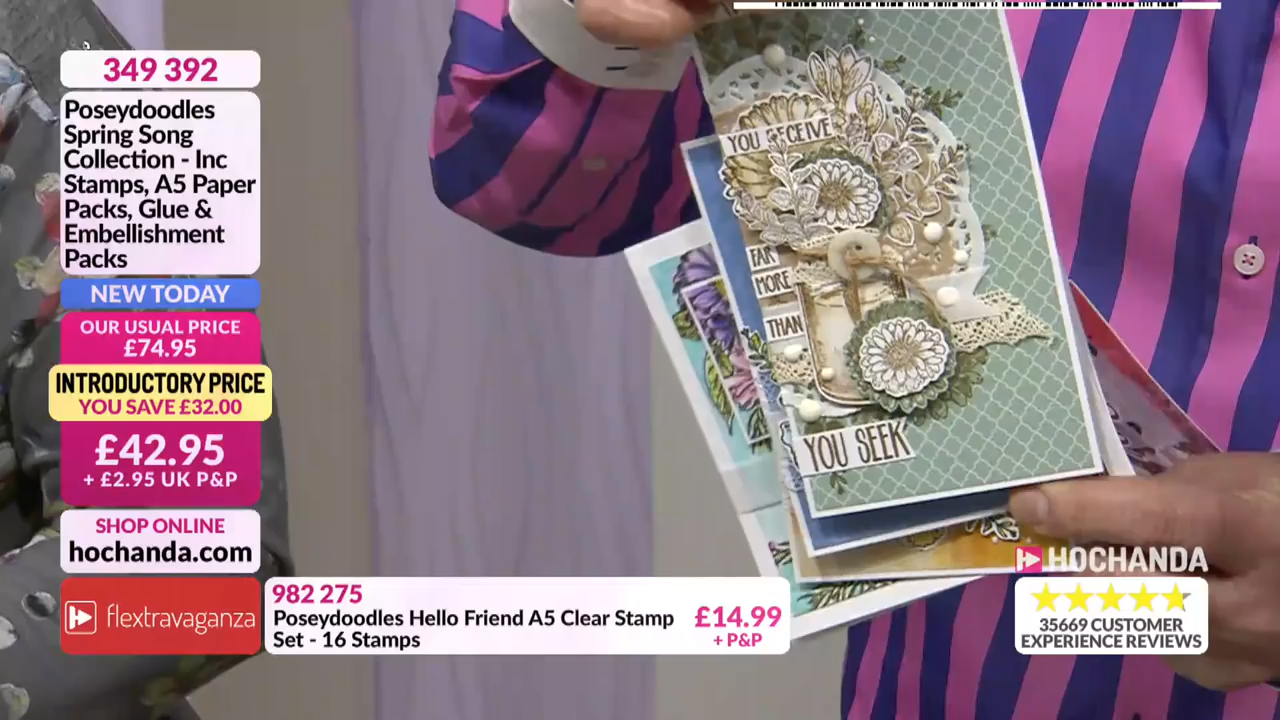 349 392
Poseydoodles
Spring Song
Collection - Inc
Stamps, A5 Paper
Packs, Glue &
Embellishment
Packs
NEW TODAY
OUR USUAL PRICE
£74.95
INTRODUCTORY PRICE
YOU SAVE £32.00
£42.95
+ £2.95 UK P&P
SHOP ONLINE
hochanda.com
flextravaganza
982 275
Poseydoodles Hello Friend A5 Clear Stamp
Set - 16 Stamps
£14.99
+ P&P
YOU RECEIVE
FAR
MORE
THAN
YOU SEEK
HOCHANDA
35669 CUSTOMER
EXPERIENCE REVIEWS